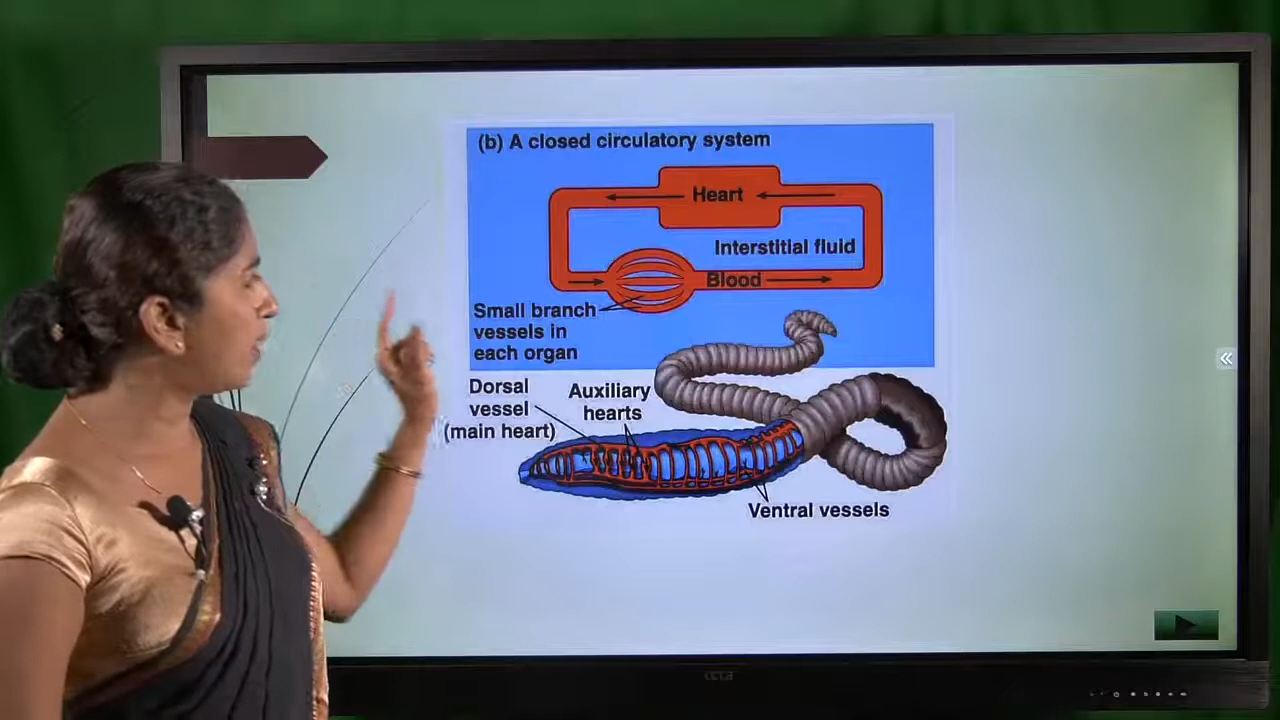 (b) A closed circulatory system
Heart
Interstitial fluid
Blood
Small branch
vessels in
each organ
Dorsal
vessel
(main heart)
Auxiliary
hearts
Ventral vessels